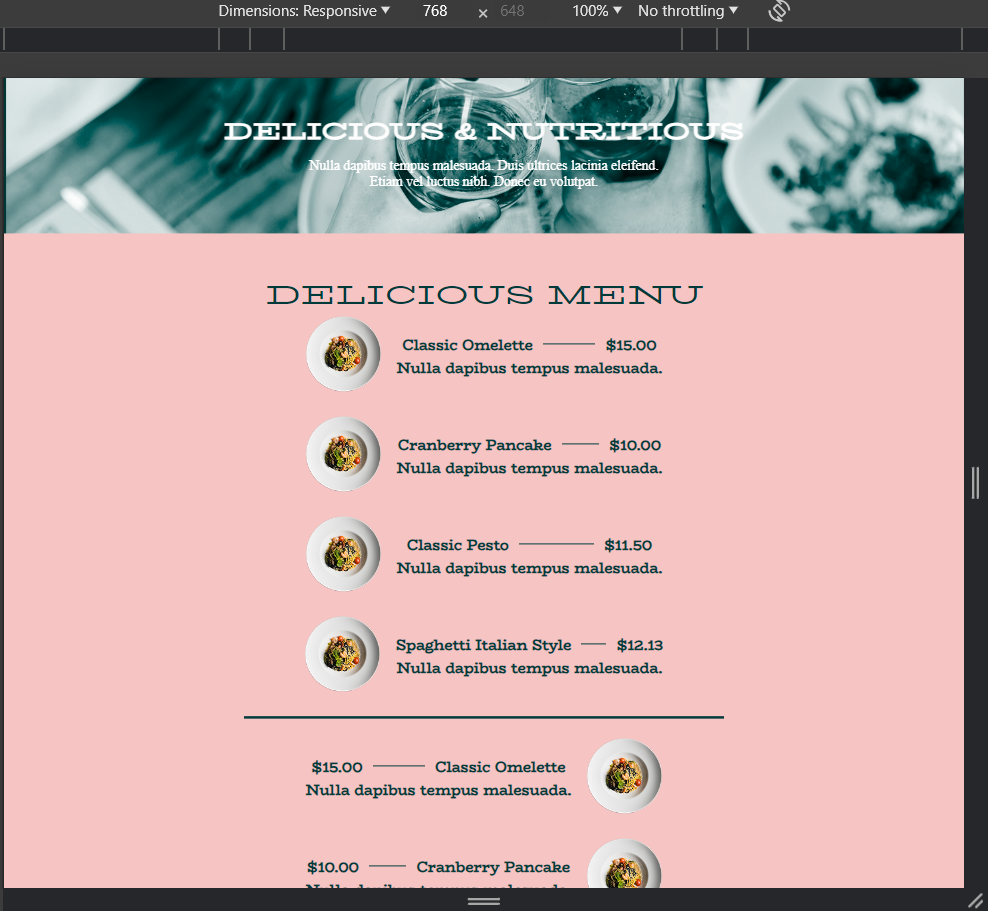 Dimensions: Responsive ▼ 768 × 648 100% ▼ No throttling ▼
DELICIOUS & NUTRITIOUS
Nulla dapibus tempus malesuada. Duis ultrices lacinia eleifend.
Etiam vel luctus nibh. Donec eu volutpat.
DELICIOUS MENU
Classic Omelette $15.00
Nulla dapibus tempus malesuada.
Cranberry Pancake $10.00
Nulla dapibus tempus malesuada.
Classic Pesto $11.50
Nulla dapibus tempus malesuada.
Spaghetti Italian Style $12.13
Nulla dapibus tempus malesuada.
$15.00 Classic Omelette
Nulla dapibus tempus malesuada.
$10.00 Cranberry Pancake